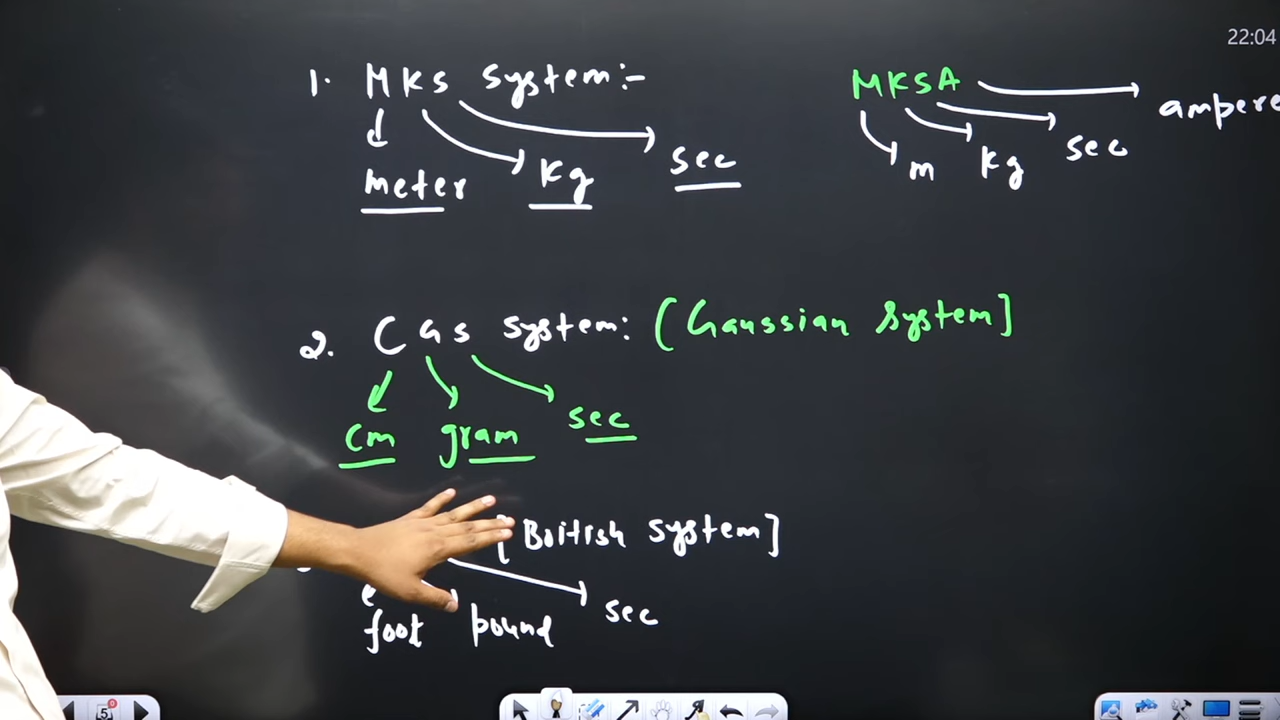 22:04
1. MKS system:-
meter kg sec
MKSA
ampere
m kg sec
2. CGS system: (Gaussian system]
cm gram sec
[British system]
foot pound sec
5